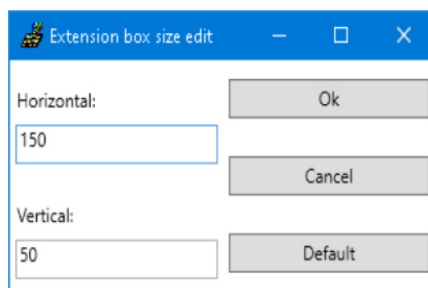 Extension box size edit
Horizontal:
Ok
150
Cancel
Vertical:
50
Default